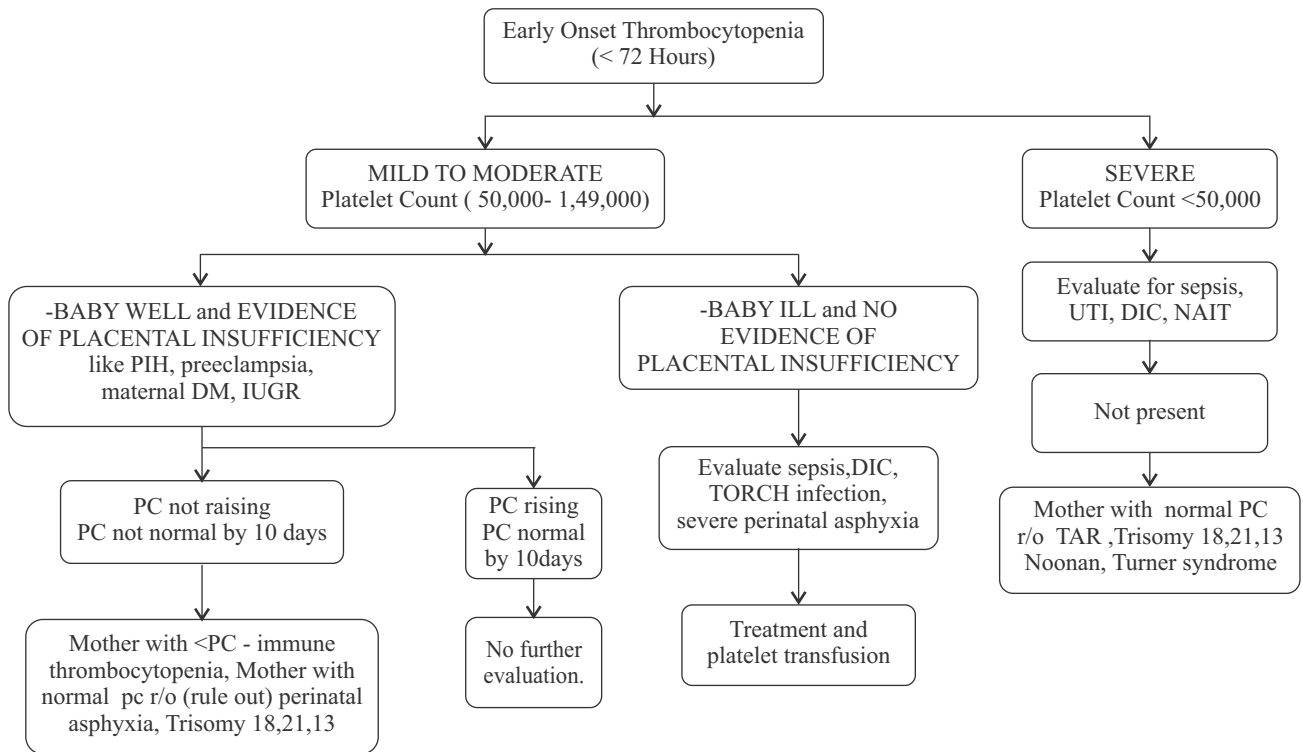 Early Onset Thrombocytopenia
(< 72 Hours)
MILD TO MODERATE
Platelet Count ( 50,000- 1,49,000)
SEVERE
Platelet Count <50,000
-BABY WELL and EVIDENCE
OF PLACENTAL INSUFFICIENCY
like PIH, preeclampsia,
maternal DM, IUGR
-BABY ILL and NO
EVIDENCE OF
PLACENTAL INSUFFICIENCY
Evaluate for sepsis,
UTI, DIC, NAIT
Not present
PC not raising
PC not normal by 10 days
PC rising
PC normal
by 10days
Evaluate sepsis,DIC,
TORCH infection,
severe perinatal asphyxia
Mother with normal PC
r/o TAR ,Trisomy 18,21,13
Noonan, Turner syndrome
Mother with <PC - immune
thrombocytopenia, Mother with
normal pc r/o (rule out) perinatal
asphyxia, Trisomy 18,21,13
No further
evaluation.
Treatment and
platelet transfusion